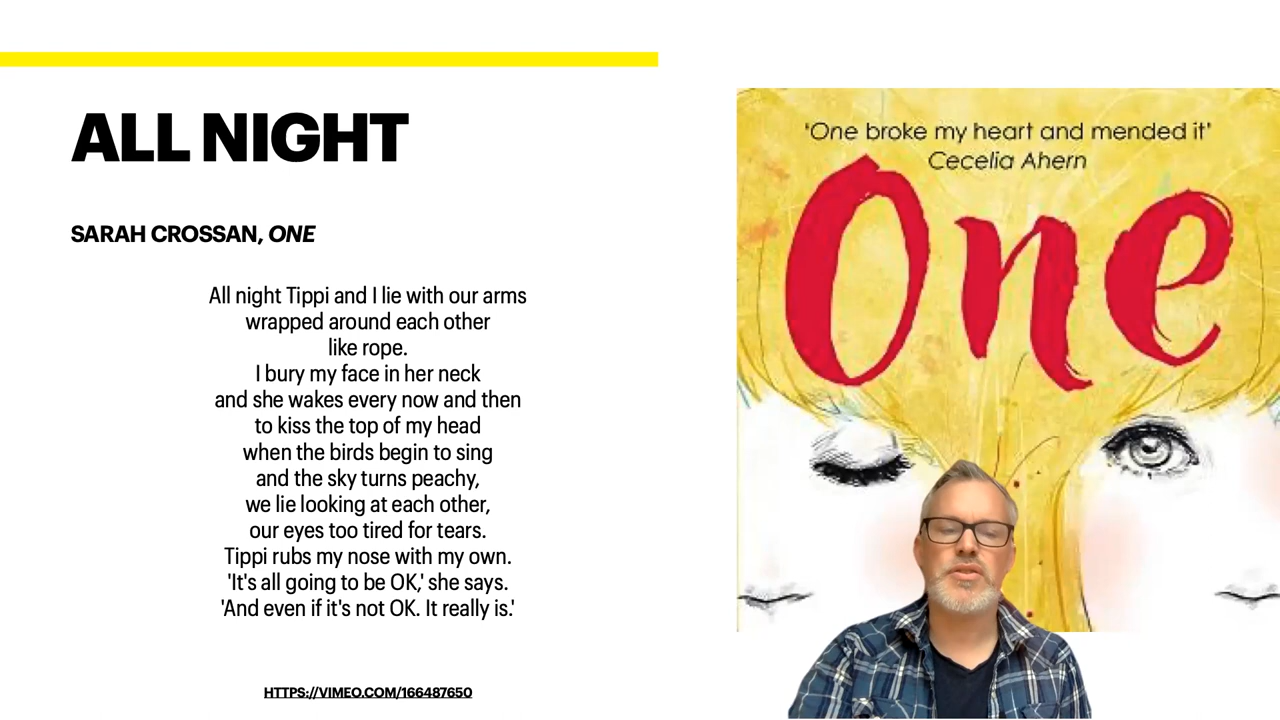 ALL NIGHT
SARAH CROSSAN, ONE
All night Tippi and I lie with our arms
wrapped around each other
like rope.
I bury my face in her neck
and she wakes every now and then
to kiss the top of my head
when the birds begin to sing
and the sky turns peachy,
we lie looking at each other,
our eyes too tired for tears.
Tippi rubs my nose with my own.
'It's all going to be OK,' she says.
'And even if it's not OK. It really is.'
HTTPS://VIMEO.COM/166487650
'One broke my heart and mended it'
Cecelia Ahern
One